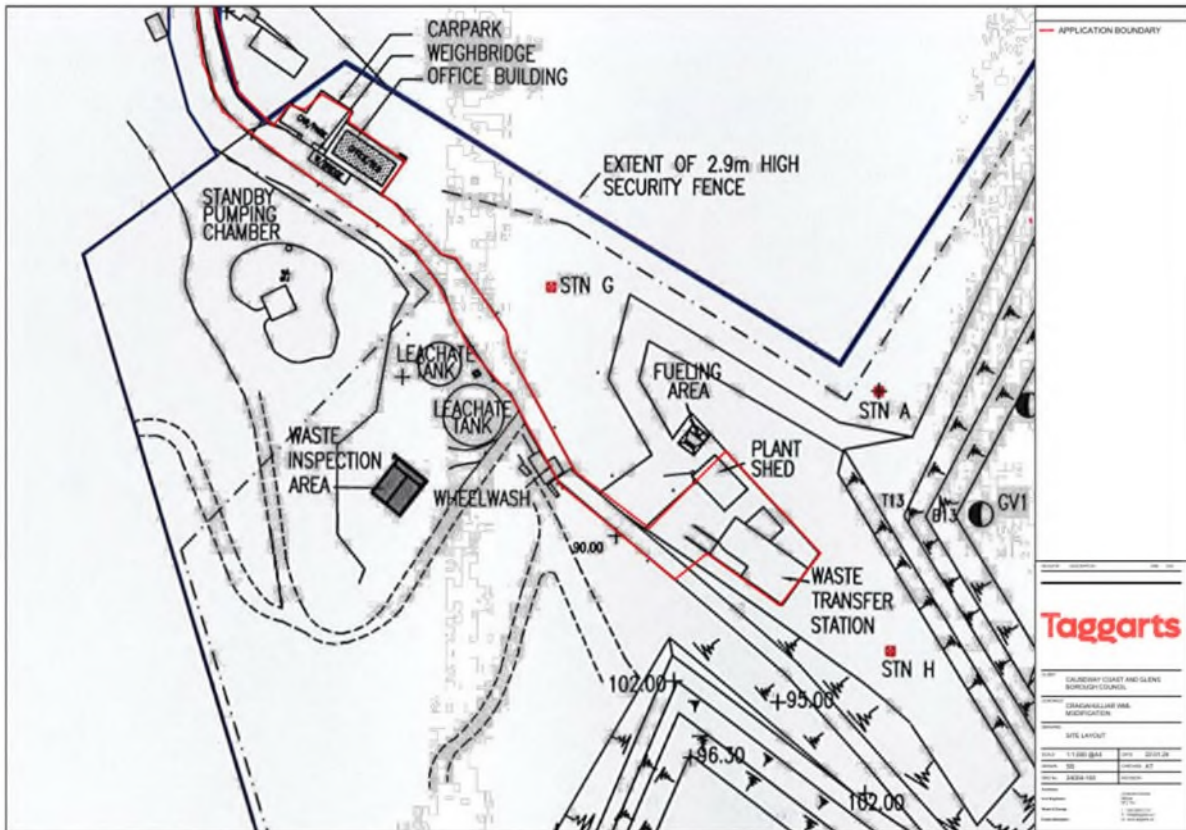 CARPARK
WEIGHBRIDGE
OFFICE BUILDING
EXTENT OF 2.9m HIGH
SECURITY FENCE
STANDBY
PUMPING
CHAMBER
STN G
LEACHATE
TANK
LEACHATE
TANK
FUELING
AREA
STN A
WASTE
INSPECTION
AREA
PLANT
SHED
WHEELWASH
T13
B13
GV1
90.00
WASTE
TRANSFER
STATION
STN H
102.00
95.00
96.30
102.00
APPLICATION BOUNDARY
Taggarts
CAUSEWAY COAST AND GLENS
BOROUGH COUNCIL
MODIFICATION
SITE LAYOUT